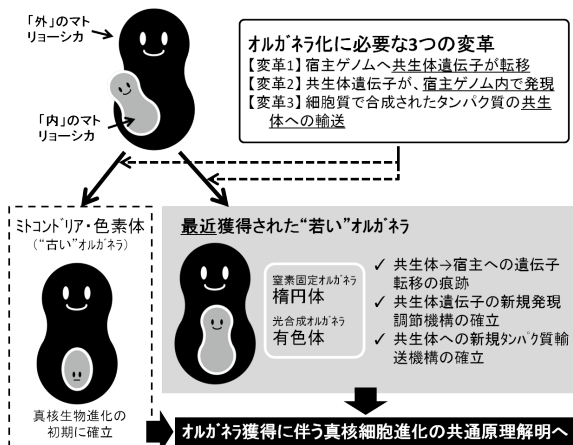 「外」のマト
リョーシカ
「内」のマト
リョーシカ
オルガネラ化に必要な3つの変革
【変革1】宿主ゲノムへ共生体遺伝子が転移
【変革2】共生体遺伝子が、宿主ゲノム内で発現
【変革3】細胞質で合成されたタンパク質の共生
体への輸送
ミトコンドリア・色素体
(“古い”オルガネラ)
真核生物進化の
初期に確立
最近獲得された“若い”オルガネラ
窒素固定オルガネラ
楕円体
光合成オルガネラ
有色体
✓ 共生体→宿主への遺伝子
転移の痕跡
✓ 共生体遺伝子の新規発現
調節機構の確立
✓ 共生体への新規タンパク質輸
送機構の確立
オルガネラ獲得に伴う真核細胞進化の共通原理解明へ